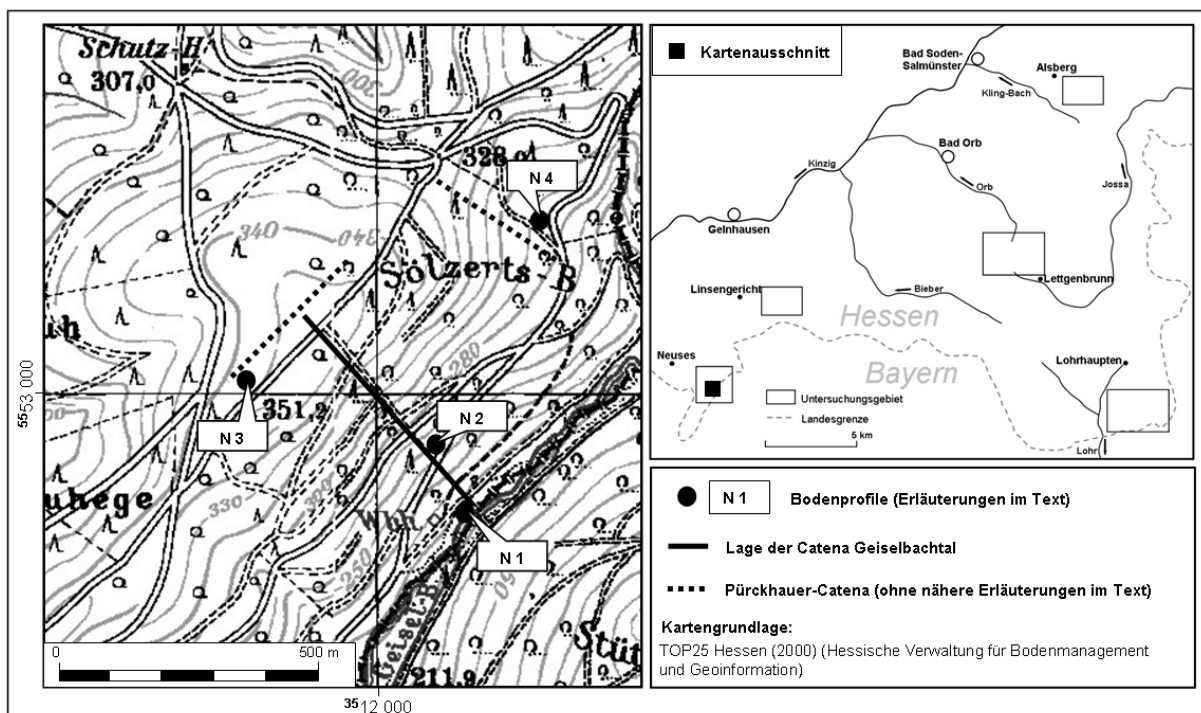 Schutz-H
307,0
300
328,0
N 4
340
340
Sölzerts-B
280
351,2
N 3
N 2
330
300
Whh
N 1
250
Geisel-B
211,9
0
500 m
5553 000
3512 000
Kartenausschnitt
Bad Soden-
Salmünster
Alsberg
Kling-Bach
Bad Orb
Kinzig
Orb
Jossa
Gelnhausen
Lettgenbrunn
Linsengericht
Bieber
Hessen
Neuses
Bayern
Lohrhaupten
Untersuchungsgebiet
Landesgrenze
5 km
Lohr
N 1
Bodenprofile (Erläuterungen im Text)
Lage der Catena Geiselbachtal
Pürckhauer-Catena (ohne nähere Erläuterungen im Text)
Kartengrundlage:
TOP25 Hessen (2000) (Hessische Verwaltung für Bodenmanagement
und Geoinformation)